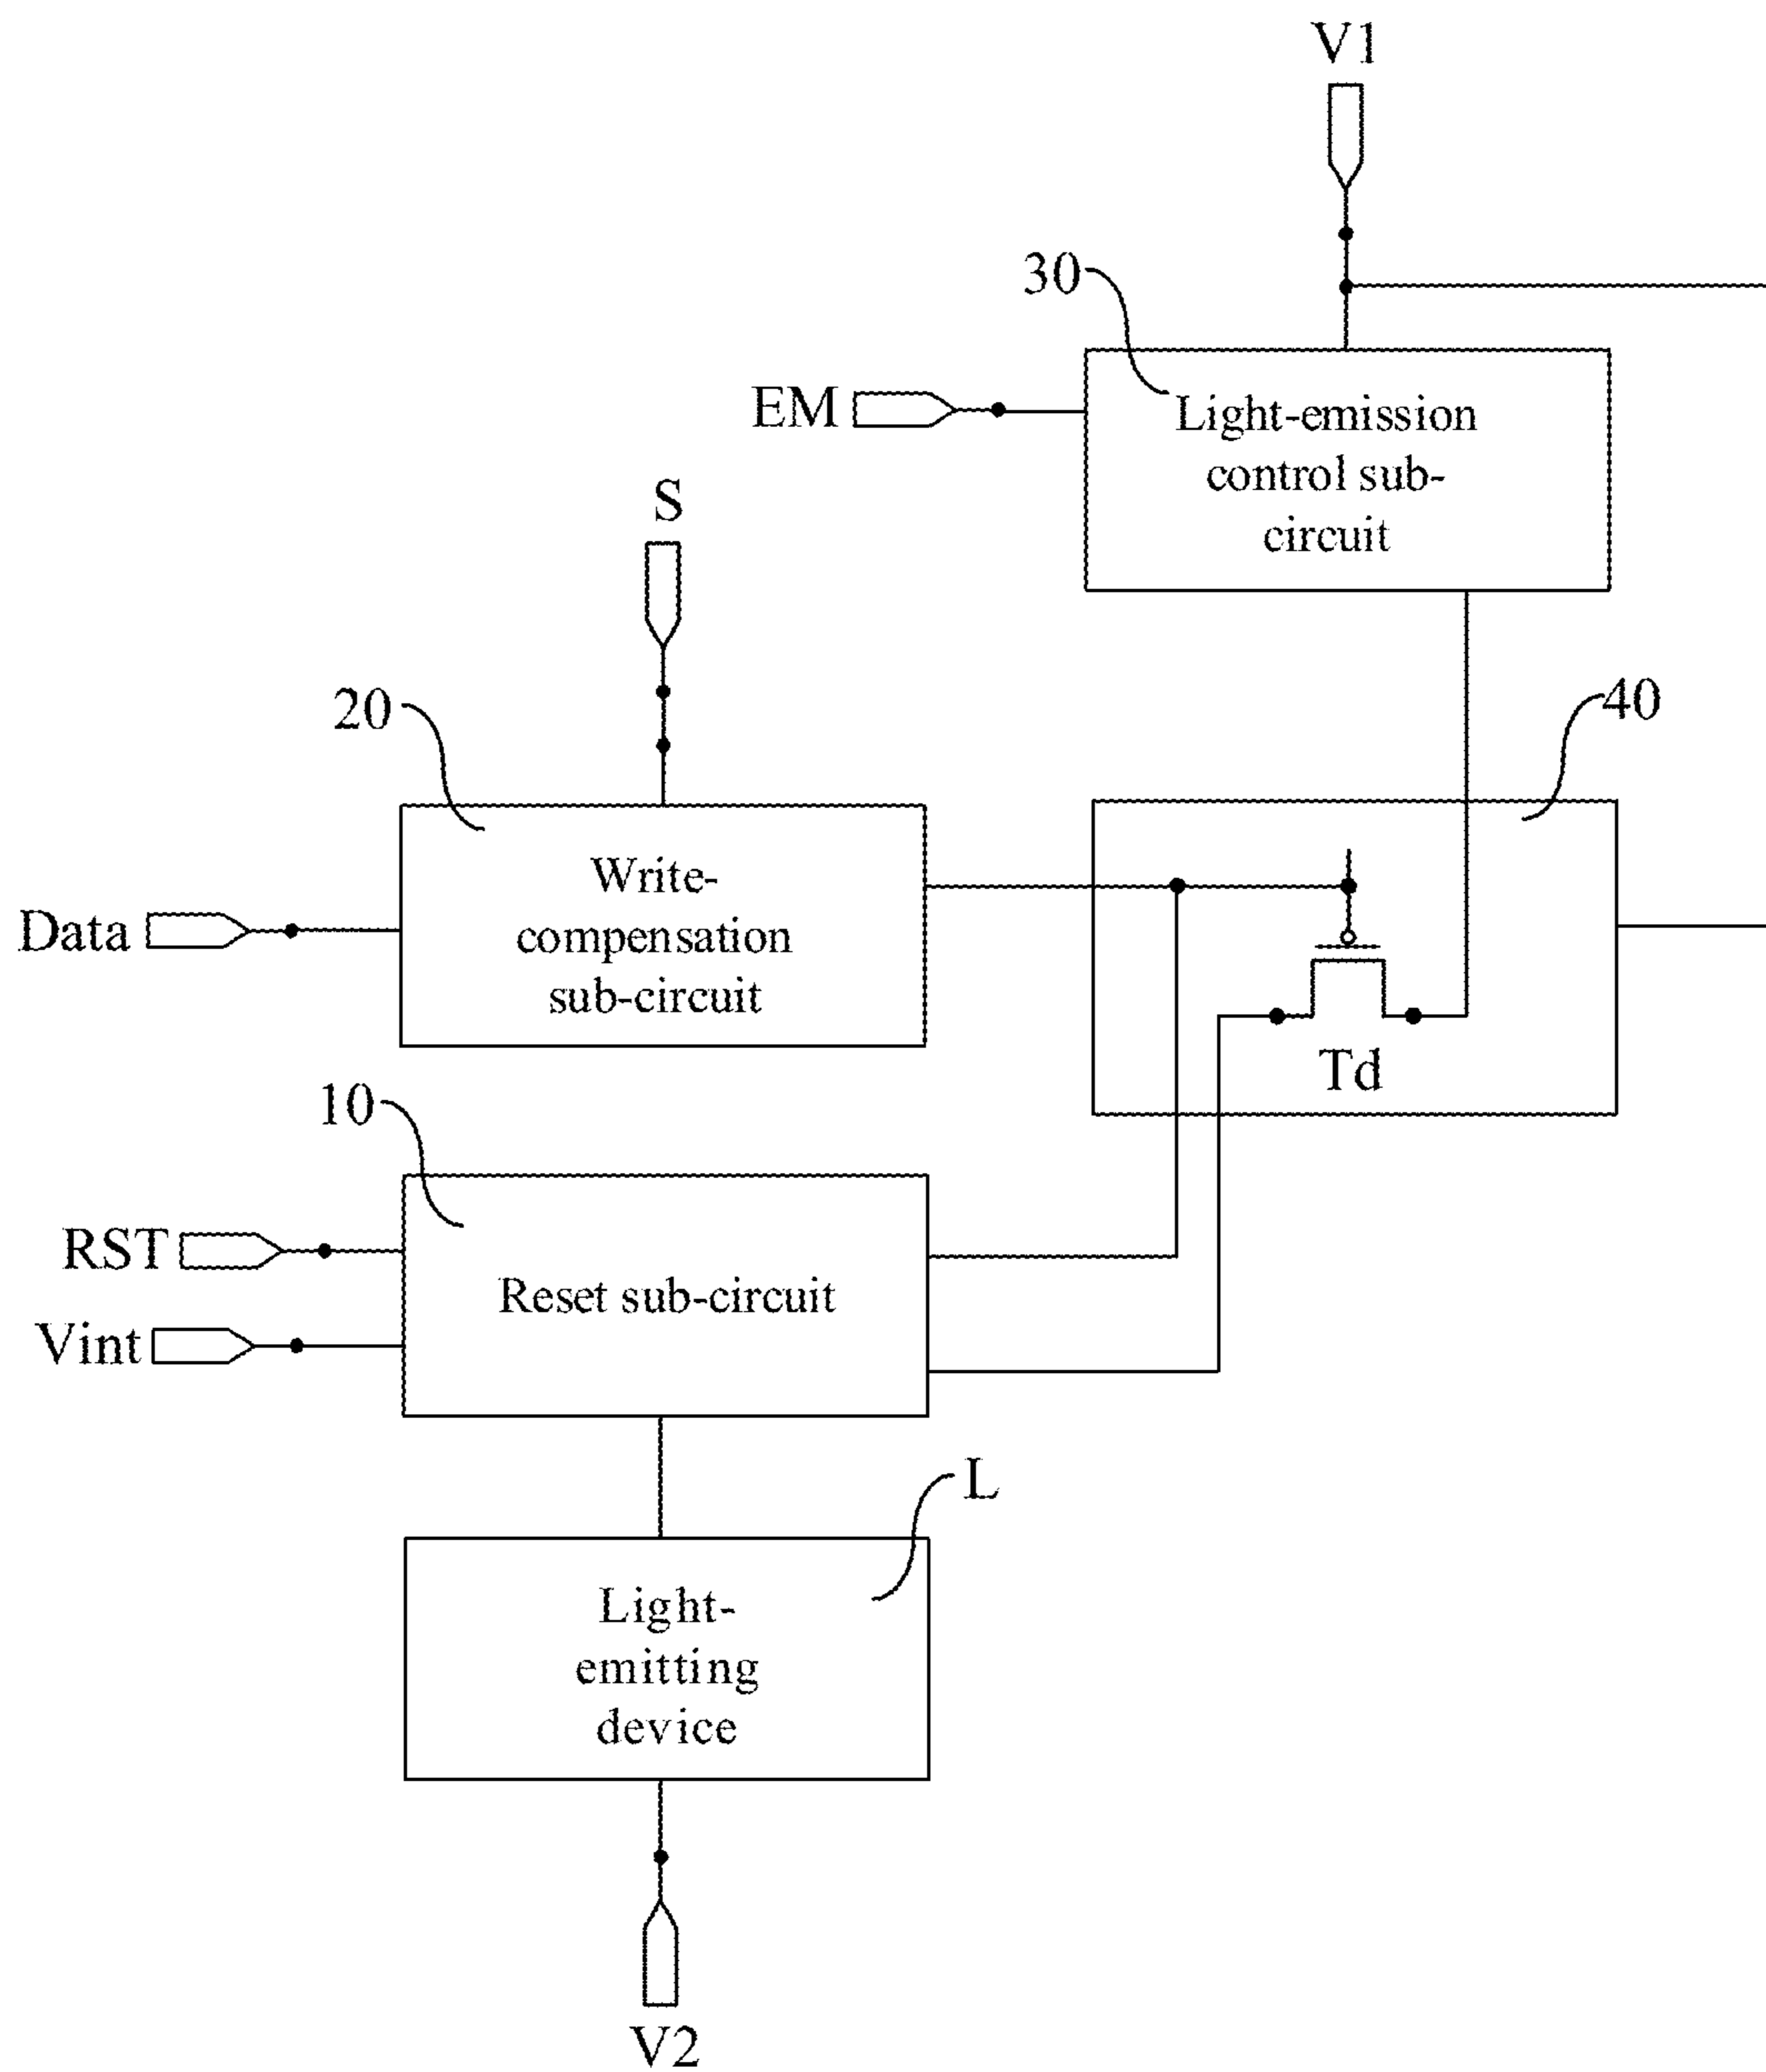 V1
30
EM
Light-emission
control sub-
circuit
S
20
40
Write-
compensation
sub-circuit
Data
Td
10
RST
Reset sub-circuit
Vint
L
Light-
emitting
device
V2